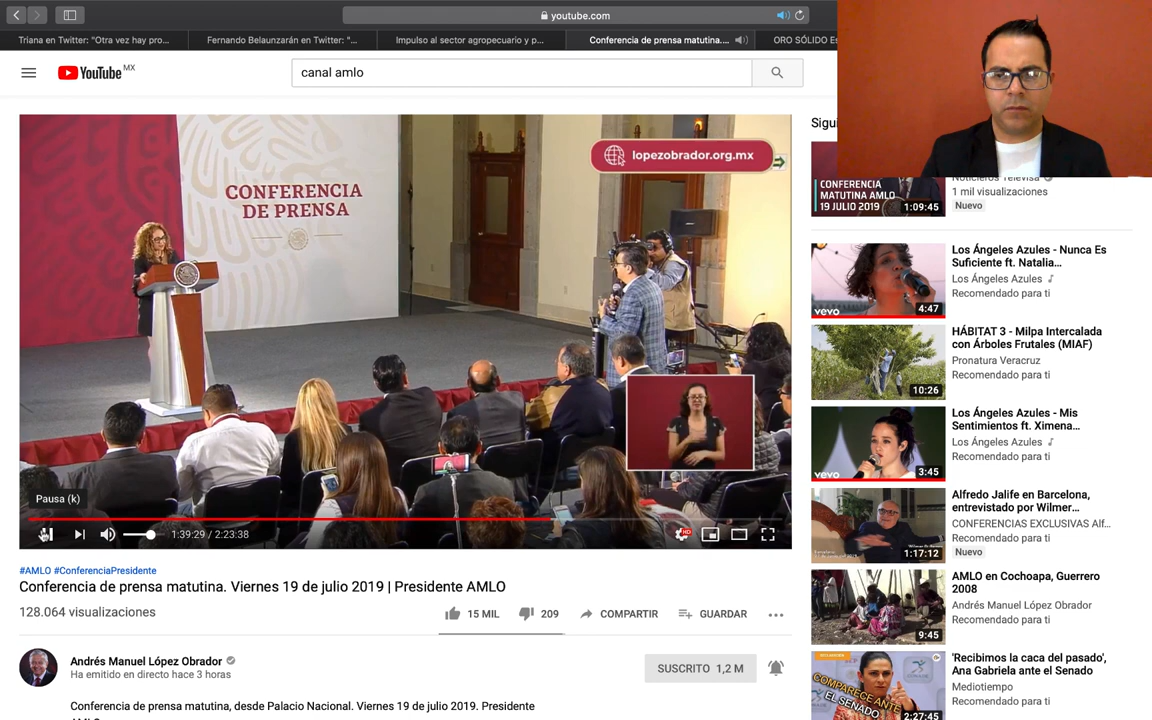 youtube.com
Triana en Twitter: "Otra vez hay pro...
Fernando Belaunzarán en Twitter: "...
Impulso al sector agropecuario y p...
Conferencia de prensa matutina....
ORO SÓLIDO Es
YouTube MX
canal amlo
CONFERENCIA
DE PRENSA
lopezobrador.org.mx
Pausa (k)
1:39:29 / 2:23:38
HD
#AMLO #ConferenciaPresidente
Conferencia de prensa matutina. Viernes 19 de julio 2019 | Presidente AMLO
128.064 visualizaciones
15 MIL
209
COMPARTIR
GUARDAR
Andrés Manuel López Obrador
Ha emitido en directo hace 3 horas
SUSCRITO 1,2 M
Conferencia de prensa matutina, desde Palacio Nacional. Viernes 19 de julio 2019. Presidente
AMLO
Sigui
CONFERENCIA
MATUTINA AMLO
19 JULIO 2019
1:09:45
Noticieros Televisa
1 mil visualizaciones
Nuevo
vevo
4:47
Los Ángeles Azules - Nunca Es
Suficiente ft. Natalia...
Los Ángeles Azules
Recomendado para ti
10:26
HÁBITAT 3 - Milpa Intercalada
con Árboles Frutales (MIAF)
Pronatura Veracruz
Recomendado para ti
vevo
3:45
Los Ángeles Azules - Mis
Sentimientos ft. Ximena...
Los Ángeles Azules
Recomendado para ti
1:17:12
Alfredo Jalife en Barcelona,
entrevistado por Wilmer...
CONFERENCIAS EXCLUSIVAS Alf...
Recomendado para ti
Nuevo
9:45
AMLO en Cochoapa, Guerrero
2008
Andrés Manuel López Obrador
Recomendado para ti
COMPARECE ANTE
EL SENADO
2:27:45
'Recibimos la caca del pasado',
Ana Gabriela ante el Senado
Mediotiempo
Recomendado para ti